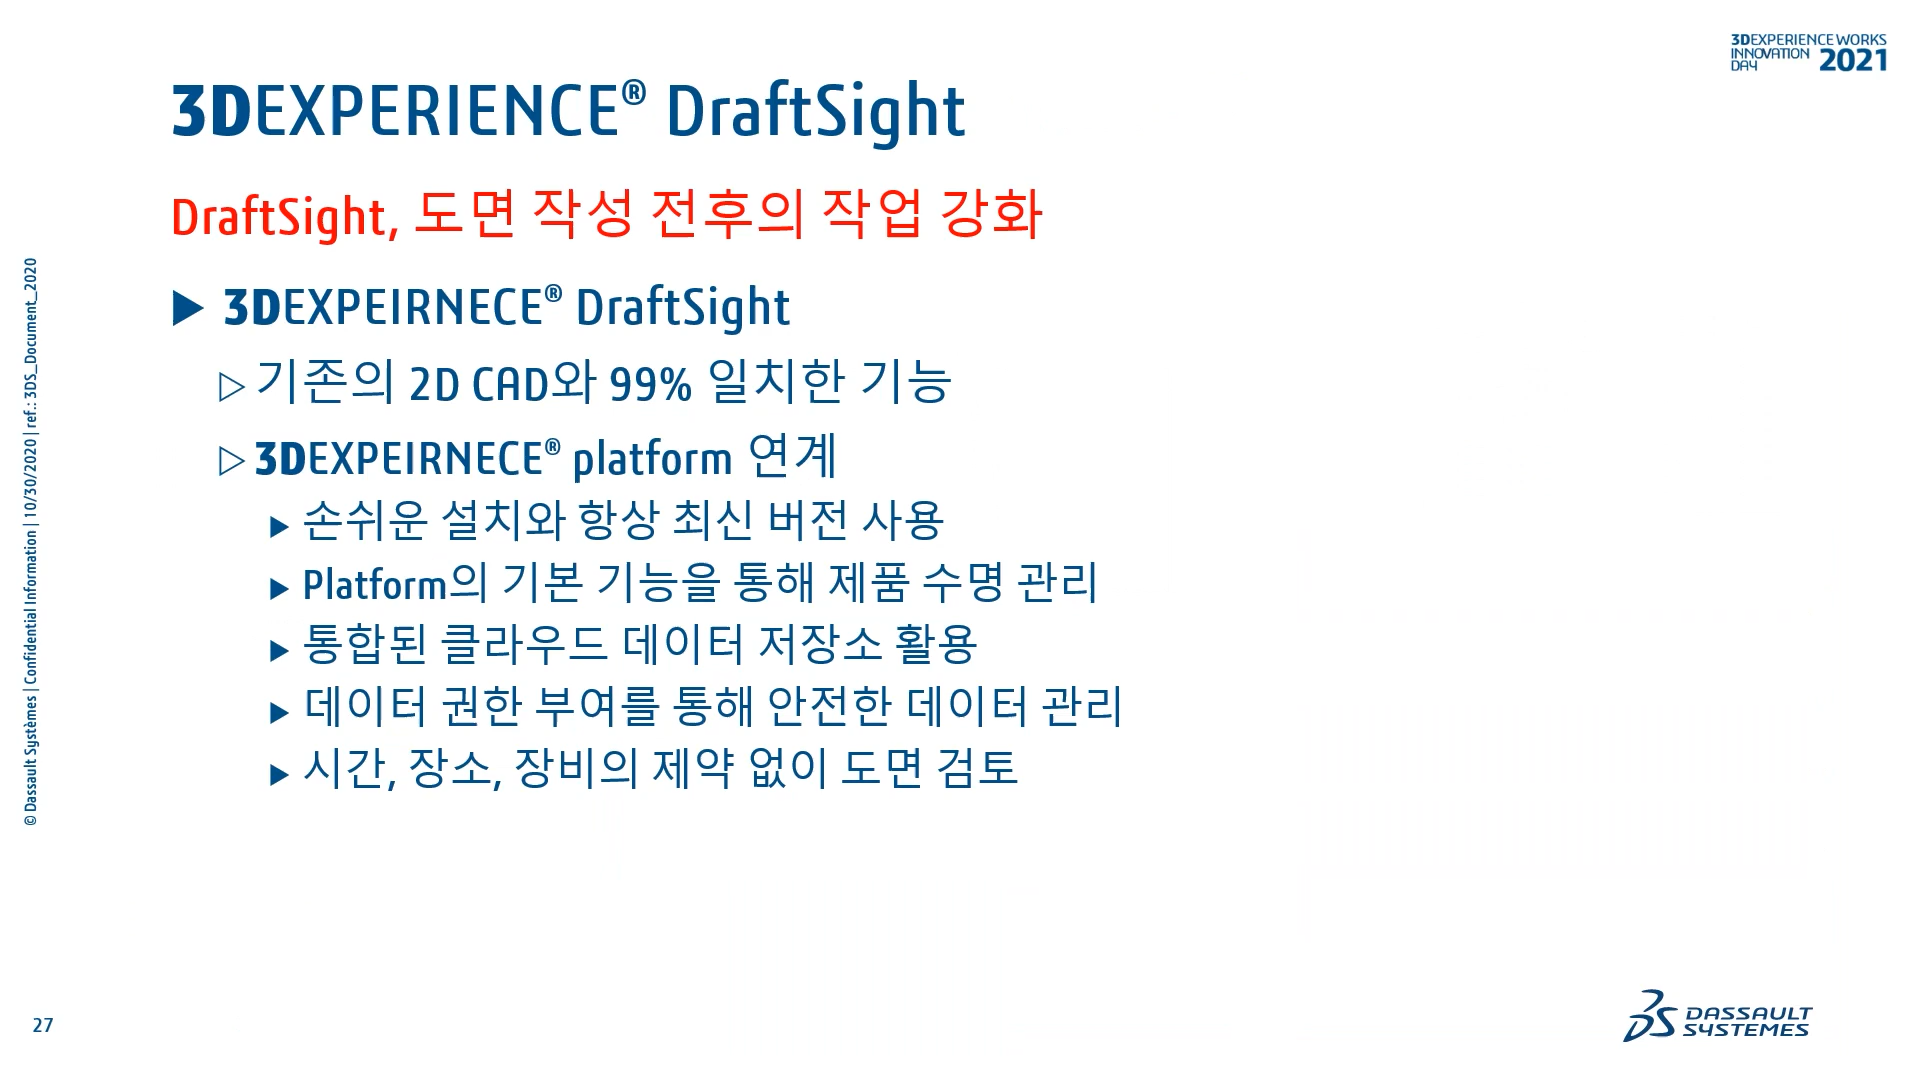 3DEXPERIENCE WORKS
INNOVATION
DAY 2021
3DEXPERIENCE® DraftSight
DraftSight, 도면 작성 전후의 작업 강화
▶ 3DEXPEIRNECE® DraftSight
▷ 기존의 2D CAD와 99% 일치한 기능
▷ 3DEXPEIRNECE® platform 연계
▶ 손쉬운 설치와 항상 최신 버전 사용
▶ Platform의 기본 기능을 통해 제품 수명 관리
▶ 통합된 클라우드 데이터 저장소 활용
▶ 데이터 권한 부여를 통해 안전한 데이터 관리
▶ 시간, 장소, 장비의 제약 없이 도면 검토
© Dassault Systèmes | Confidential Information | 10/30/2020 | ref.: 3DS_Document_2020
27
DASSAULT
SYSTEMES